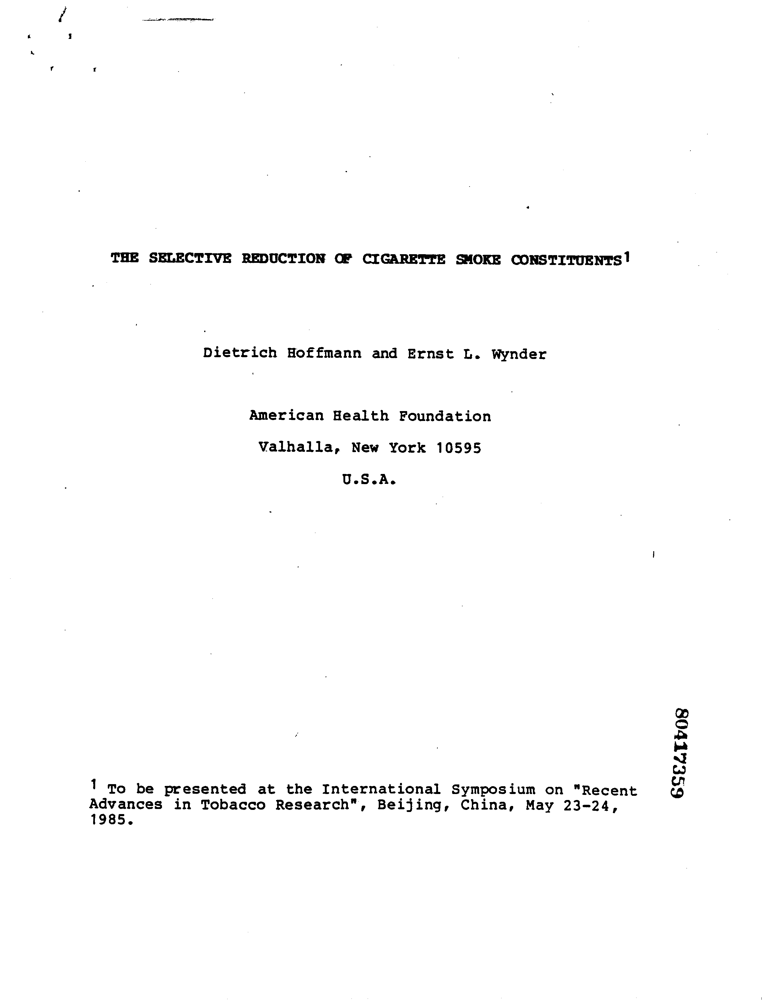 THE SELECTIVE REDUCTION OF CIGARETTE SMOKE CONSTITUENTS1
Dietrich Hoffmann and Ernst L. Wynder
American Health Foundation
Valhalla, New York 10595
U.S.A.
80417359
1 To be presented at the International Symposium on "Recent
Advances in Tobacco Research", Beijing, China, May 23-24,
1985.